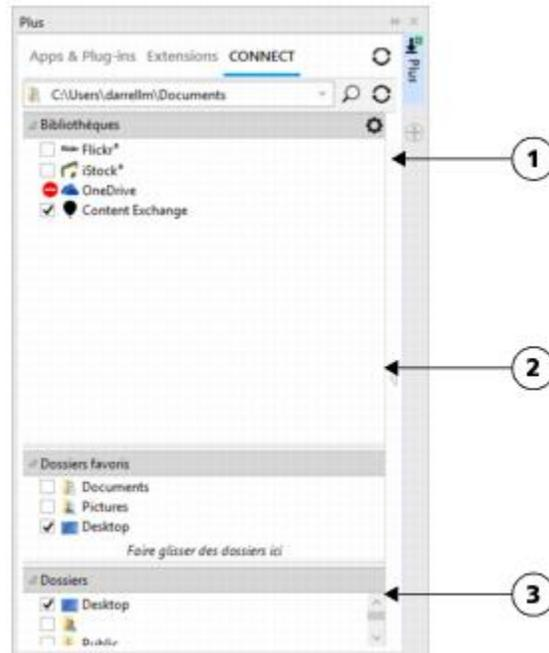 Plus
Apps & Plug-ins Extensions CONNECT
Plus
C:\Users\darrellm\Documents
Bibliothèques
1
Flickr*
iStock*
OneDrive
Content Exchange
2
Dossiers favoris
Documents
Pictures
Desktop
Faire glisser des dossiers ici
Dossiers
Desktop
3
Public